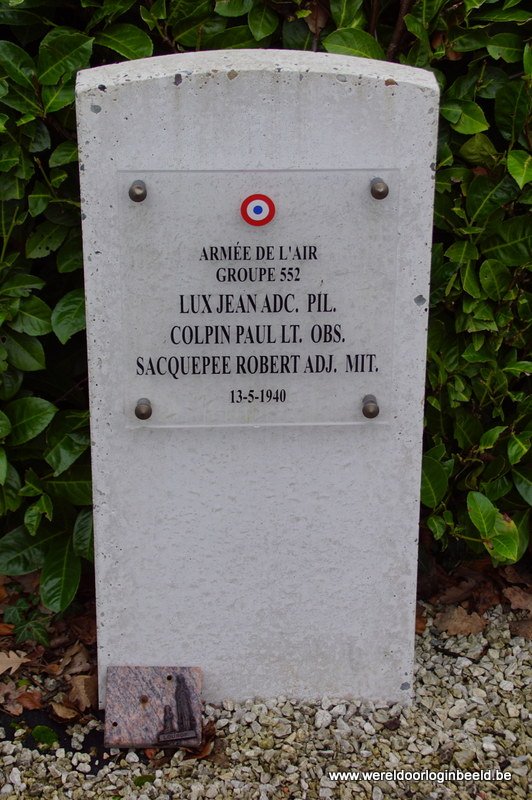 ARMÉE DE L'AIR
GROUPE 552
LUX JEAN ADC. PIL.
COLPIN PAUL LT. OBS.
SACQUEPEE ROBERT ADJ. MIT.
13-5-1940
www.wereldoorloginbeeld.be